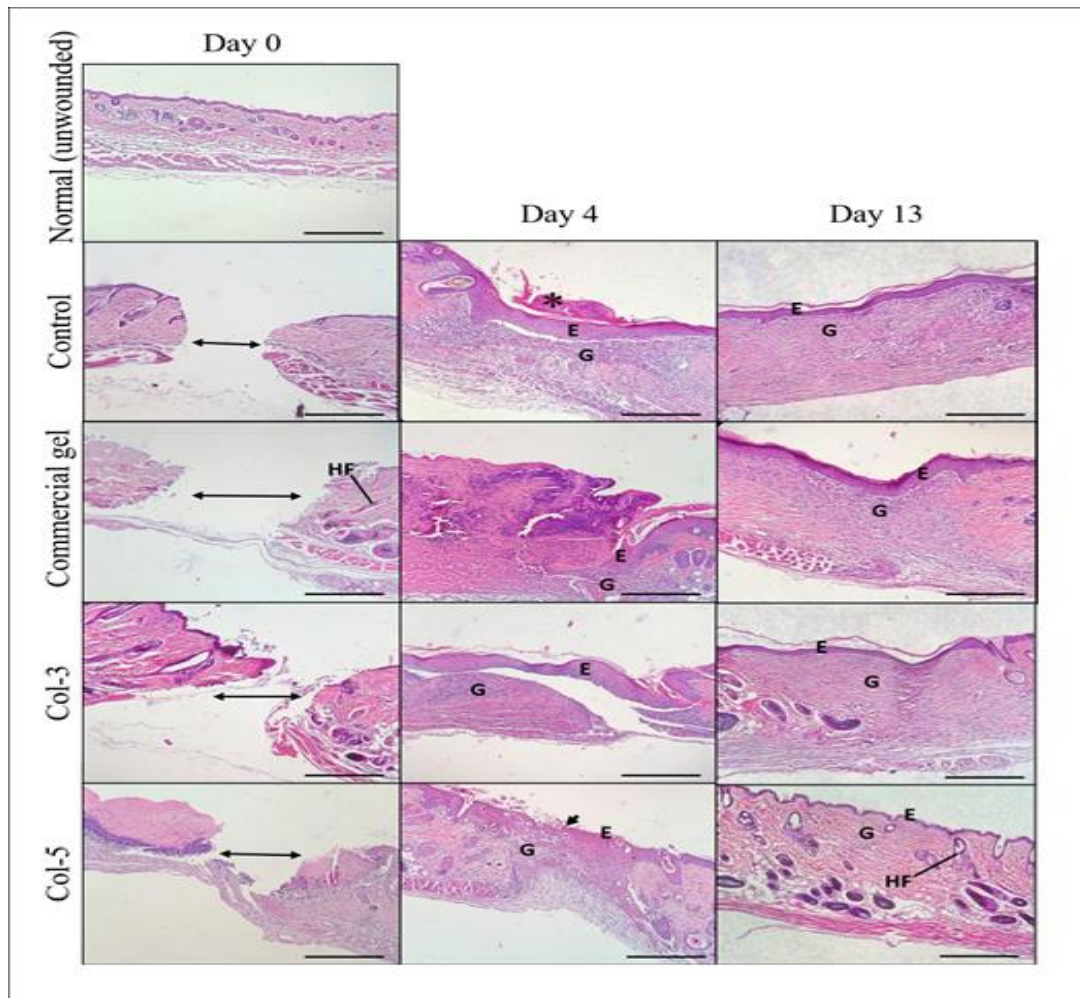 Day 0
Normal (unwounded)
Day 4
Day 13
Control
*
E
G
E
G
Commercial gel
HF
E
G
E
G
Col-3
E
G
E
G
Col-5
E
G
E
G
HF